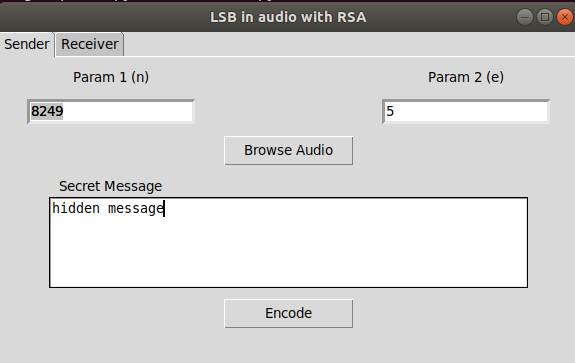 LSB in audio with RSA
Sender Receiver
Param 1 (n) Param 2 (e)
8249 5
Browse Audio
Secret Message
hidden message
Encode